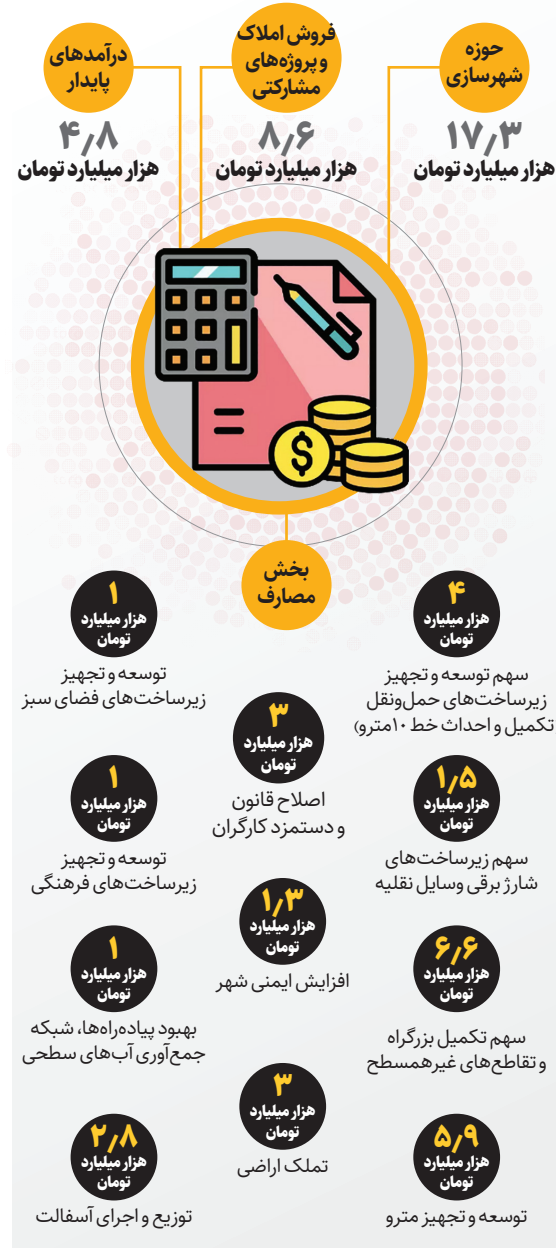 حوزه
شهرسازی
۱۷٫۳
هزار میلیارد تومان
فروش املاک
و پروژه‌های
مشارکتی
۸٫۶
هزار میلیارد تومان
درآمدهای
پایدار
۴٫۸
هزار میلیارد تومان
$
بخش
مصارف
۴
هزار میلیارد
تومان
سهم توسعه و تجهیز
زیرساخت‌های حمل‌ونقل
تکمیل و احداث خط ۱۰مترو)
۱٫۵
هزار میلیارد
تومان
سهم زیرساخت‌های
شارژ برقی وسایل نقلیه
۶٫۶
هزار میلیارد
تومان
سهم تکمیل بزرگراه
و تقاطع‌های غیرهمسطح
۵٫۹
هزار میلیارد
تومان
توسعه و تجهیز مترو
۳
هزار میلیارد
تومان
اصلاح قانون
و دستمزد کارگران
۱٫۳
هزار میلیارد
تومان
افزایش ایمنی شهر
۳
هزار میلیارد
تومان
تملک اراضی
۱
هزار میلیارد
تومان
توسعه و تجهیز
زیرساخت‌های فضای سبز
۱
هزار میلیارد
تومان
توسعه و تجهیز
زیرساخت‌های فرهنگی
۱
هزار میلیارد
تومان
بهبود پیاده‌راه‌ها، شبکه
جمع‌آوری آب‌های سطحی
۲٫۸
هزار میلیارد
تومان
توزیع و اجرای آسفالت